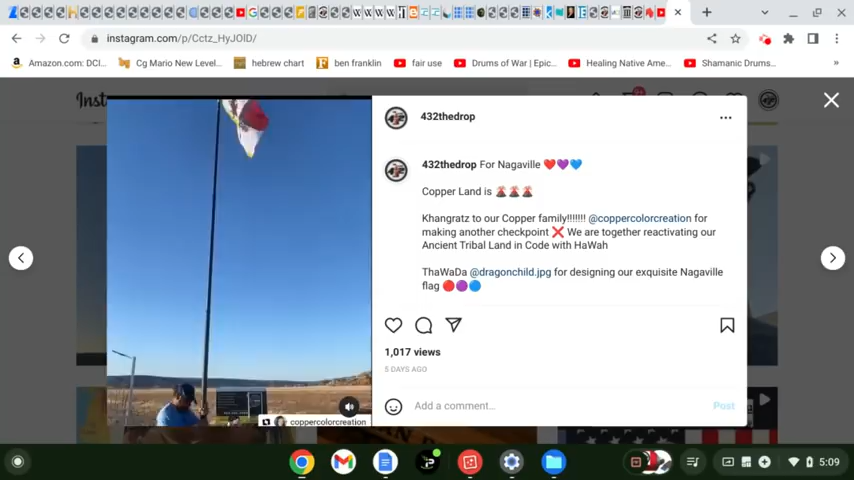 instagram.com/p/Cctz_HyJOID/
Amazon.com: DCI...
Cg Mario New Level...
hebrew chart
ben franklin
fair use
Drums of War | Epic...
Healing Native Ame...
Shamanic Drums...
»
Inst
432thedrop
432thedrop For Nagaville ❤️💜💙
Copper Land is 🌋🌋🌋
Khangratz to our Copper family!!!!!!! @coppercolorcreation for
making another checkpoint ❌ We are together reactivating our
Ancient Tribal Land in Code with HaWah
ThaWaDa @dragonchild.jpg for designing our exquisite Nagaville
flag 🔴🟣🔵
1,017 views
5 DAYS AGO
Add a comment...
Post
coppercolorcreation
5:09